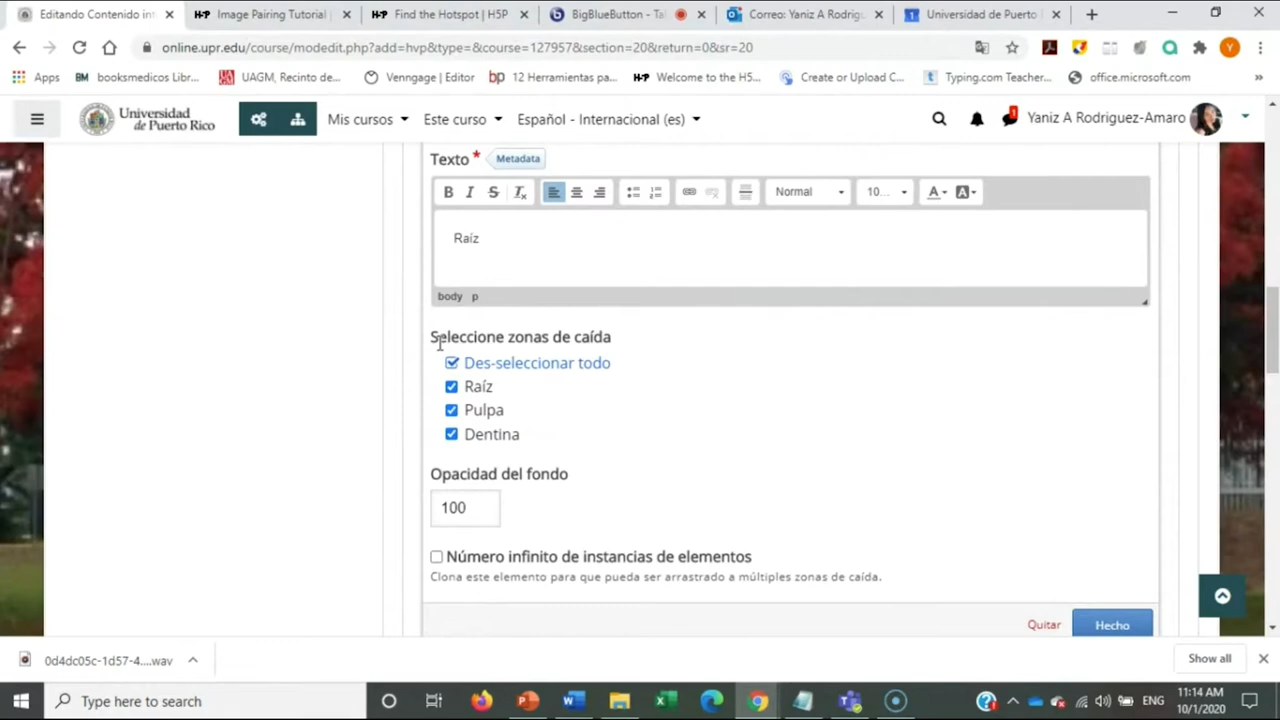 Editando Contenido int
Image Pairing Tutorial
Find the Hotspot | H5P
BigBlueButton - Tal
Correo: Yaniz A Rodrigu
Universidad de Puerto
online.upr.edu/course/modedit.php?add=hvp&type=&course=127957&section=20&return=0&sr=20
Apps
booksmedicos Libr...
UAGM, Recinto de...
Venngage | Editor
12 Herramientas pa...
Welcome to the H5...
Create or Upload C...
Typing.com Teacher...
office.microsoft.com
»
Universidad de Puerto Rico
Mis cursos
Este curso
Español - Internacional (es)
Yaniz A Rodriguez-Amaro
Texto *
Metadata
B I S Tx
Normal
10...
A A
Raíz
body p
Seleccione zonas de caída
Des-seleccionar todo
Raíz
Pulpa
Dentina
Opacidad del fondo
100
Número infinito de instancias de elementos
Clona este elemento para que pueda ser arrastrado a múltiples zonas de caída.
Quitar
Hecho
0d4dc05c-1d57-4....wav
Show all
Type here to search
ENG
11:14 AM
10/1/2020